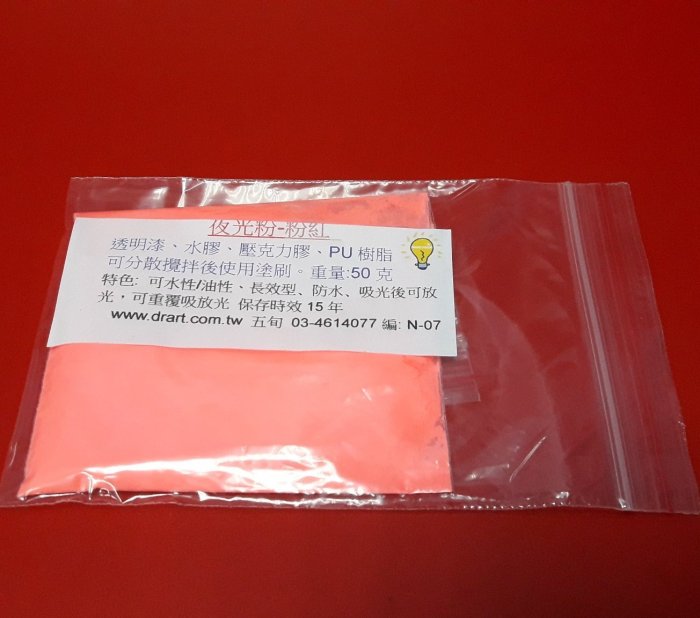 夜光粉-粉紅
透明漆、水膠、壓克力膠、PU 樹脂
可分散攪拌後使用塗刷。重量:50 克
特色: 可水性/油性、長效型、防水、吸光後可放
光，可重覆吸放光 保存時效 15 年
www.drart.com.tw 五旬 03-4614077 編: N-07